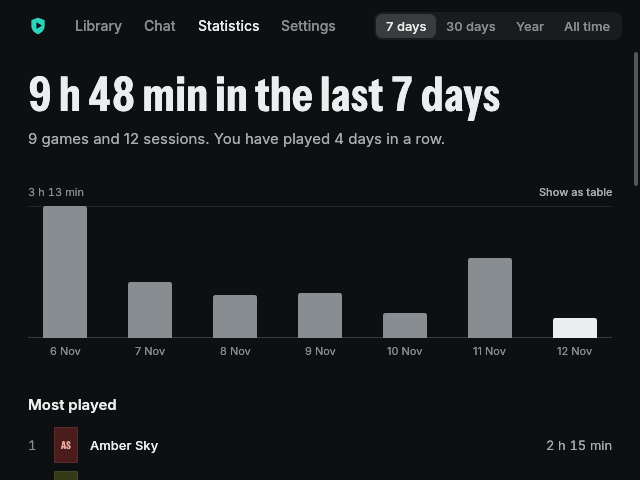 Library Chat Statistics Settings 7 days 30 days Year All time
9 h 48 min in the last 7 days
9 games and 12 sessions. You have played 4 days in a row.
3 h 13 min Show as table
6 Nov 7 Nov 8 Nov 9 Nov 10 Nov 11 Nov 12 Nov
Most played
1 AS Amber Sky 2 h 15 min